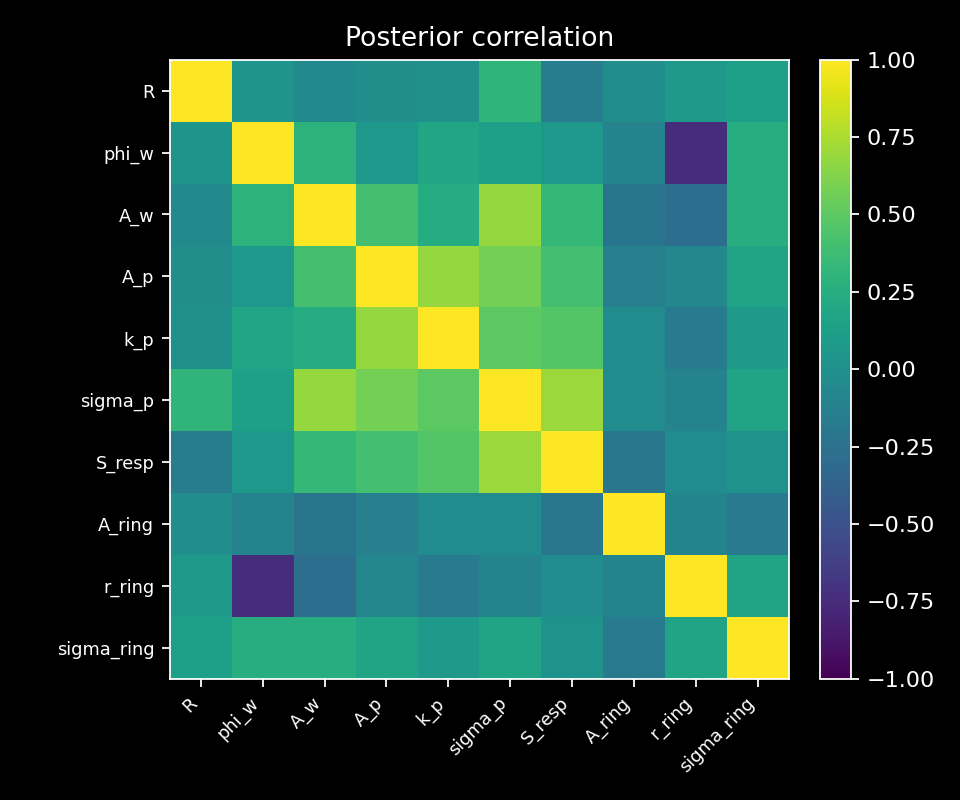 Posterior correlation
R
phi_w
A_w
A_p
k_p
sigma_p
S_resp
A_ring
r_ring
sigma_ring
R
phi_w
A_w
A_p
k_p
sigma_p
S_resp
A_ring
r_ring
sigma_ring
1.00
0.75
0.50
0.25
0.00
−0.25
−0.50
−0.75
−1.00